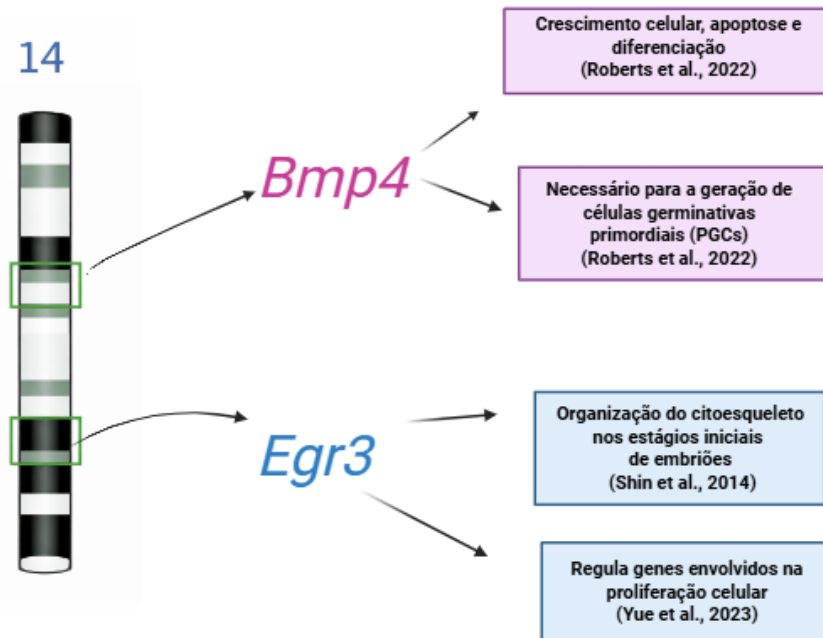 14
Bmp4
Crescimento celular, apoptose e
diferenciação
(Roberts et al., 2022)
Necessário para a geração de
células germinativas
primordiais (PGCs)
(Roberts et al., 2022)
Egr3
Organização do citoesqueleto
nos estágios iniciais
de embriões
(Shin et al., 2014)
Regula genes envolvidos na
proliferação celular
(Yue et al., 2023)